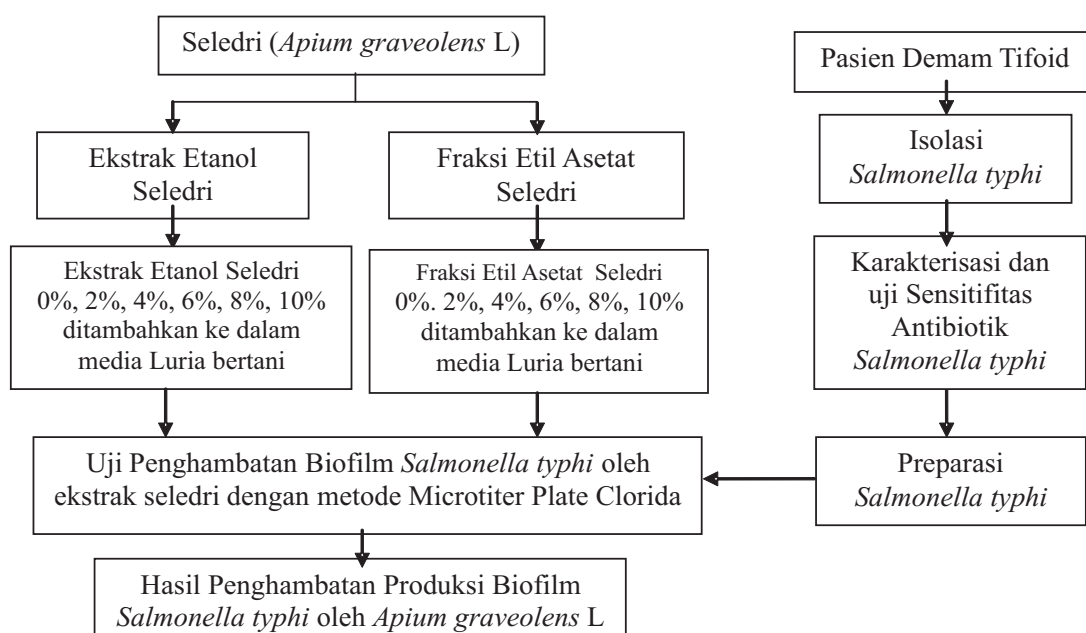 Seledri (Apium graveolens L)
Ekstrak Etanol
Seledri
Fraksi Etil Asetat
Seledri
Ekstrak Etanol Seledri
0%, 2%, 4%, 6%, 8%, 10%
ditambahkan ke dalam
media Luria bertani
Fraksi Etil Asetat Seledri
0%. 2%, 4%, 6%, 8%, 10%
ditambahkan ke dalam
media Luria bertani
Pasien Demam Tifoid
Isolasi
Salmonella typhi
Karakterisasi dan
uji Sensitifitas
Antibiotik
Salmonella typhi
Preparasi
Salmonella typhi
Uji Penghambatan Biofilm Salmonella typhi oleh
ekstrak seledri dengan metode Microtiter Plate Clorida
Hasil Penghambatan Produksi Biofilm
Salmonella typhi oleh Apium graveolens L